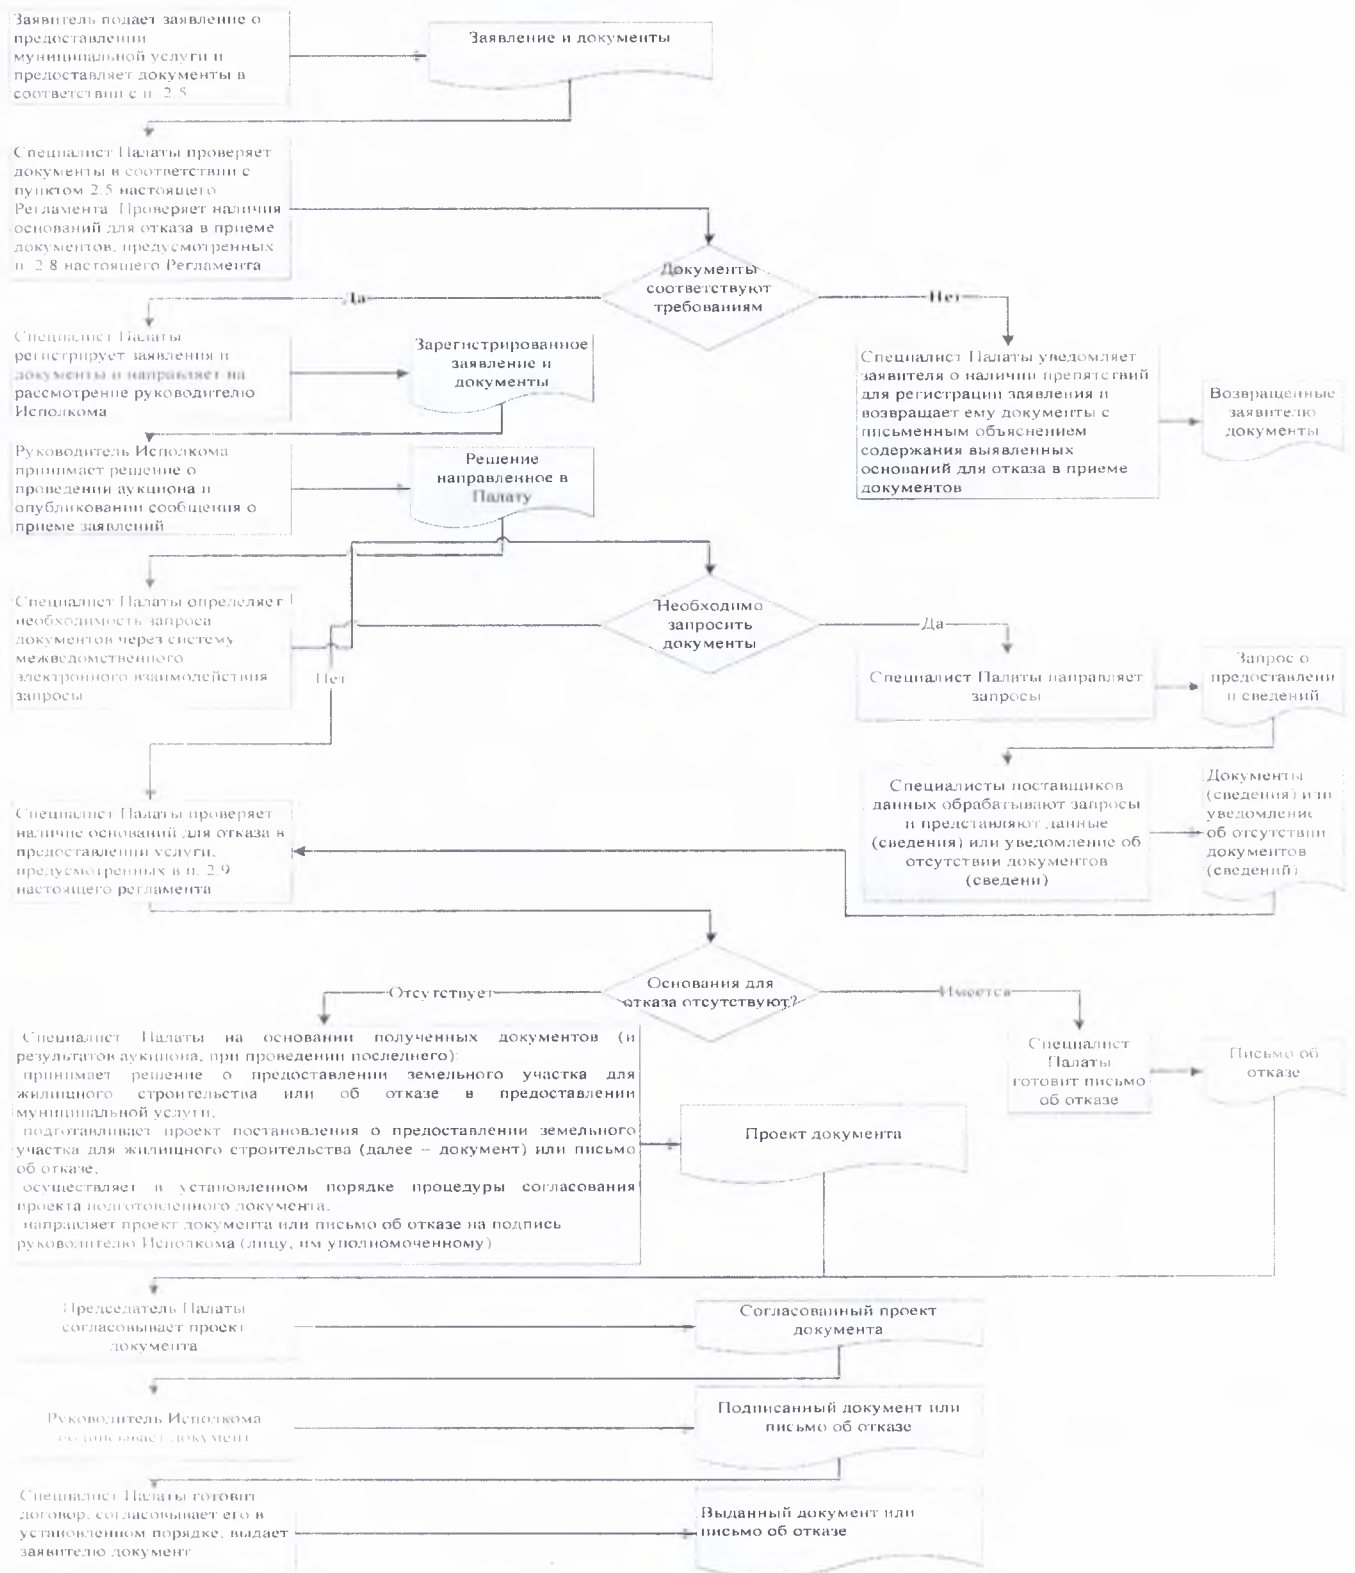 Заявитель подает заявление о
предоставлении
муниципальной услуги и
предоставляет документы в
соответствии с п. 2.5
Заявление и документы
Специалист Палаты проверяет
документы в соответствии с
пунктом 2.5 настоящего
Регламента. Проверяет наличия
оснований для отказа в приеме
документов, предусмотренных
п. 2.8 настоящего Регламента
Документы
соответствуют
требованиям
Да
Нет
Специалист Палаты
регистрирует заявления и
документы и направляет на
рассмотрение руководителю
Исполкома
Зарегистрированное
заявление и
документы
Специалист Палаты уведомляет
заявителя о наличии препятствий
для регистрации заявления и
возвращает ему документы с
письменным объяснением
содержания выявленных
оснований для отказа в приеме
документов
Возвращенные
заявителю
документы
Руководитель Исполкома
принимает решение о
проведении аукциона и
опубликовании сообщения о
приеме заявлений
Решение
направленное в
Палату
Специалист Палаты определяет
необходимость запроса
документов через систему
межведомственного
электронного взаимодействия
запросы
Необходимо
запросить
документы
Да
Нет
Специалист Палаты направляет
запросы
Запрос о
предоставлени
и сведений
Специалисты поставщиков
данных обрабатывают запросы
и представляют данные
(сведения) или уведомление об
отсутствии документов
(сведени)
Документы
(сведения) или
уведомление
об отсутствии
документов
(сведений)
Специалист Палаты проверяет
наличие оснований для отказа в
предоставлении услуги,
предусмотренных в п. 2.9
настоящего регламента
Основания для
отказа отсутствуют?
Отсутствует
Имеется
Специалист Палаты на основании полученных документов (и
результатов аукциона, при проведении последнего):
принимает решение о предоставлении земельного участка для
жилищного строительства или об отказе в предоставлении
муниципальной услуги;
подготавливает проект постановления о предоставлении земельного
участка для жилищного строительства (далее – документ) или письмо
об отказе;
осуществляет в установленном порядке процедуры согласования
проекта подготовленного документа;
направляет проект документа или письмо об отказе на подпись
руководителю Исполкома (лицу, им уполномоченному)
Проект документа
Специалист
Палаты
готовит письмо
об отказе
Письмо об
отказе
Председатель Палаты
согласовывает проект
документа
Согласованный проект
документа
Руководитель Исполкома
подписывает документ
Подписанный документ или
письмо об отказе
Специалист Палаты готовит
договор, согласовывает его в
установленном порядке, выдает
заявителю документ
Выданный документ или
письмо об отказе